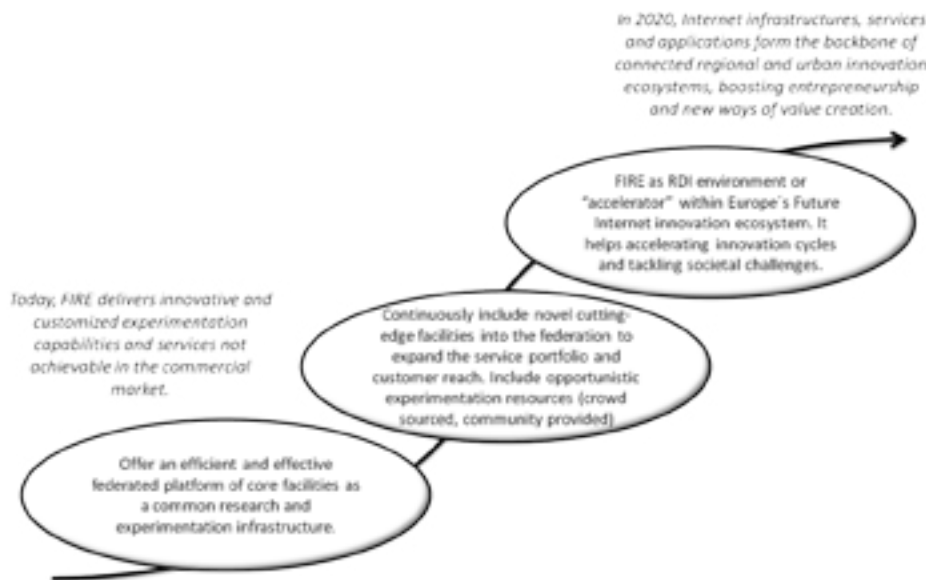 In 2020, Internet infrastructures, services
and applications form the backbone of
connected regional and urban innovation
ecosystems, boosting entrepreneurship
and new ways of value creation.
FIRE as RDI environment or
"accelerator" within Europe´s Future
Internet innovation ecosystem. It
helps accelerating innovation cycles
and tackling societal challenges.
Today, FIRE delivers innovative and
customized experimentation
capabilities and services not
achievable in the commercial
market.
Continuously include novel cutting-
edge facilities into the federation to
expand the service portfolio and
customer reach. Include opportunistic
experimentation resources (crowd
sourced, community provided)
Offer an efficient and effective
federated platform of core facilities as
a common research and
experimentation infrastructure.